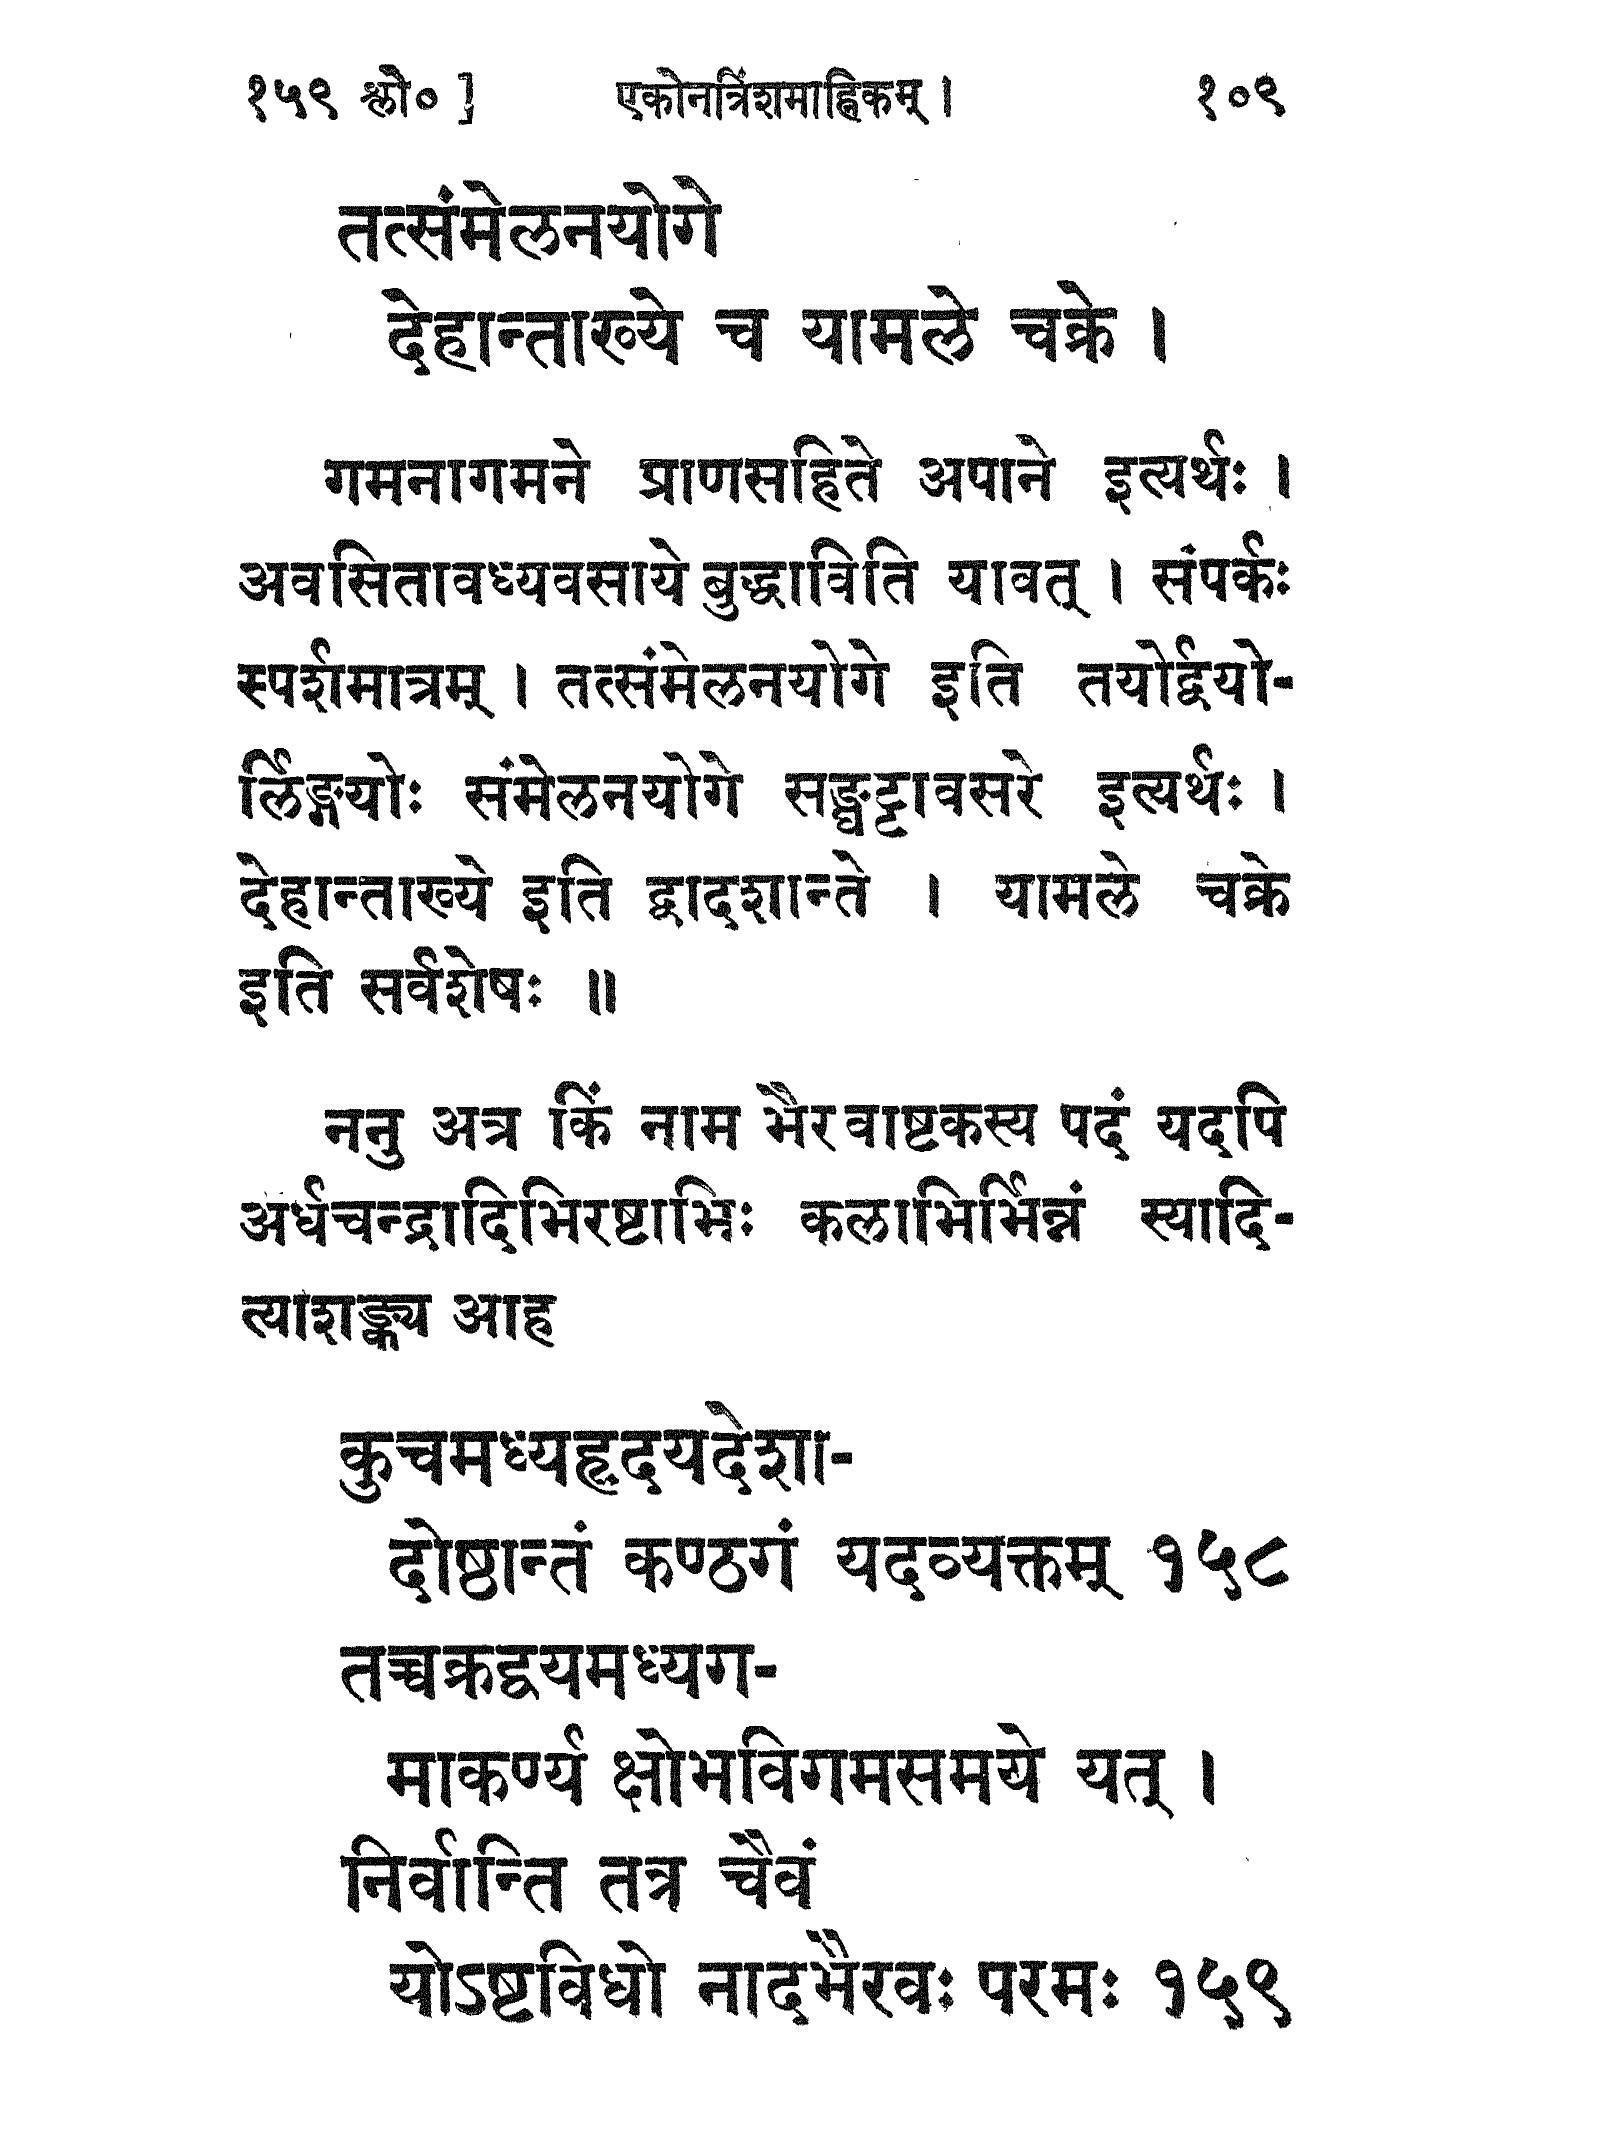 १५९ श्लो० ] एकोनत्रिंशमाह्निकम् । १०९
तत्संमेलनयोगे
देहान्ताख्ये च यामले चक्रे ।
गमनागमने प्राणसहिते अपाने इत्यर्थः ।
अवसितावध्यवसाये बुद्धाविति यावत् । संपर्कः
स्पर्शमात्रम् । तत्संमेलनयोगे इति तयोर्द्वयो-
र्लिङ्गयोः संमेलनयोगे सङ्घट्टावसरे इत्यर्थः ।
देहान्ताख्ये इति द्वादशान्ते । यामले चक्रे
इति सर्वशेषः ॥
ननु अत्र किं नाम भैरवाष्टकस्य पदं यदपि
अर्धचन्द्रादिभिरष्टाभिः कलाभिर्भिन्नं स्यादि-
त्याशङ्क्य आह
कुचमध्यहृदयदेशा-
दोष्ठान्तं कण्ठगं यदव्यक्तम् १५८
तच्चक्रद्वयमध्यग-
माकर्ण्य क्षोभविगमसमये यत् ।
निर्वान्ति तत्र चैवं
योऽष्टविधो नादभैरवः परमः १५९